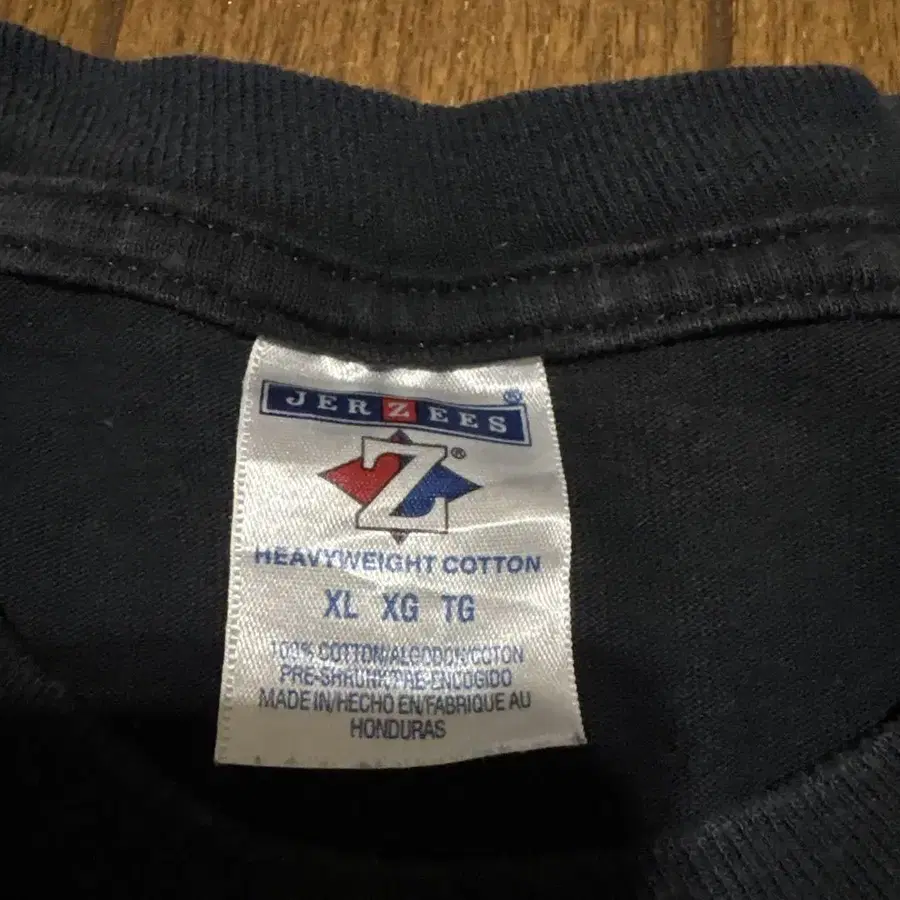 JERZEES®
Z®
HEAVYWEIGHT COTTON
XL XG TG
100% COTTON/ALGODON/COTON
PRE-SHRUNK/PRE-ENCOGIDO
MADE IN/HECHO EN/FABRIQUE AU
HONDURAS